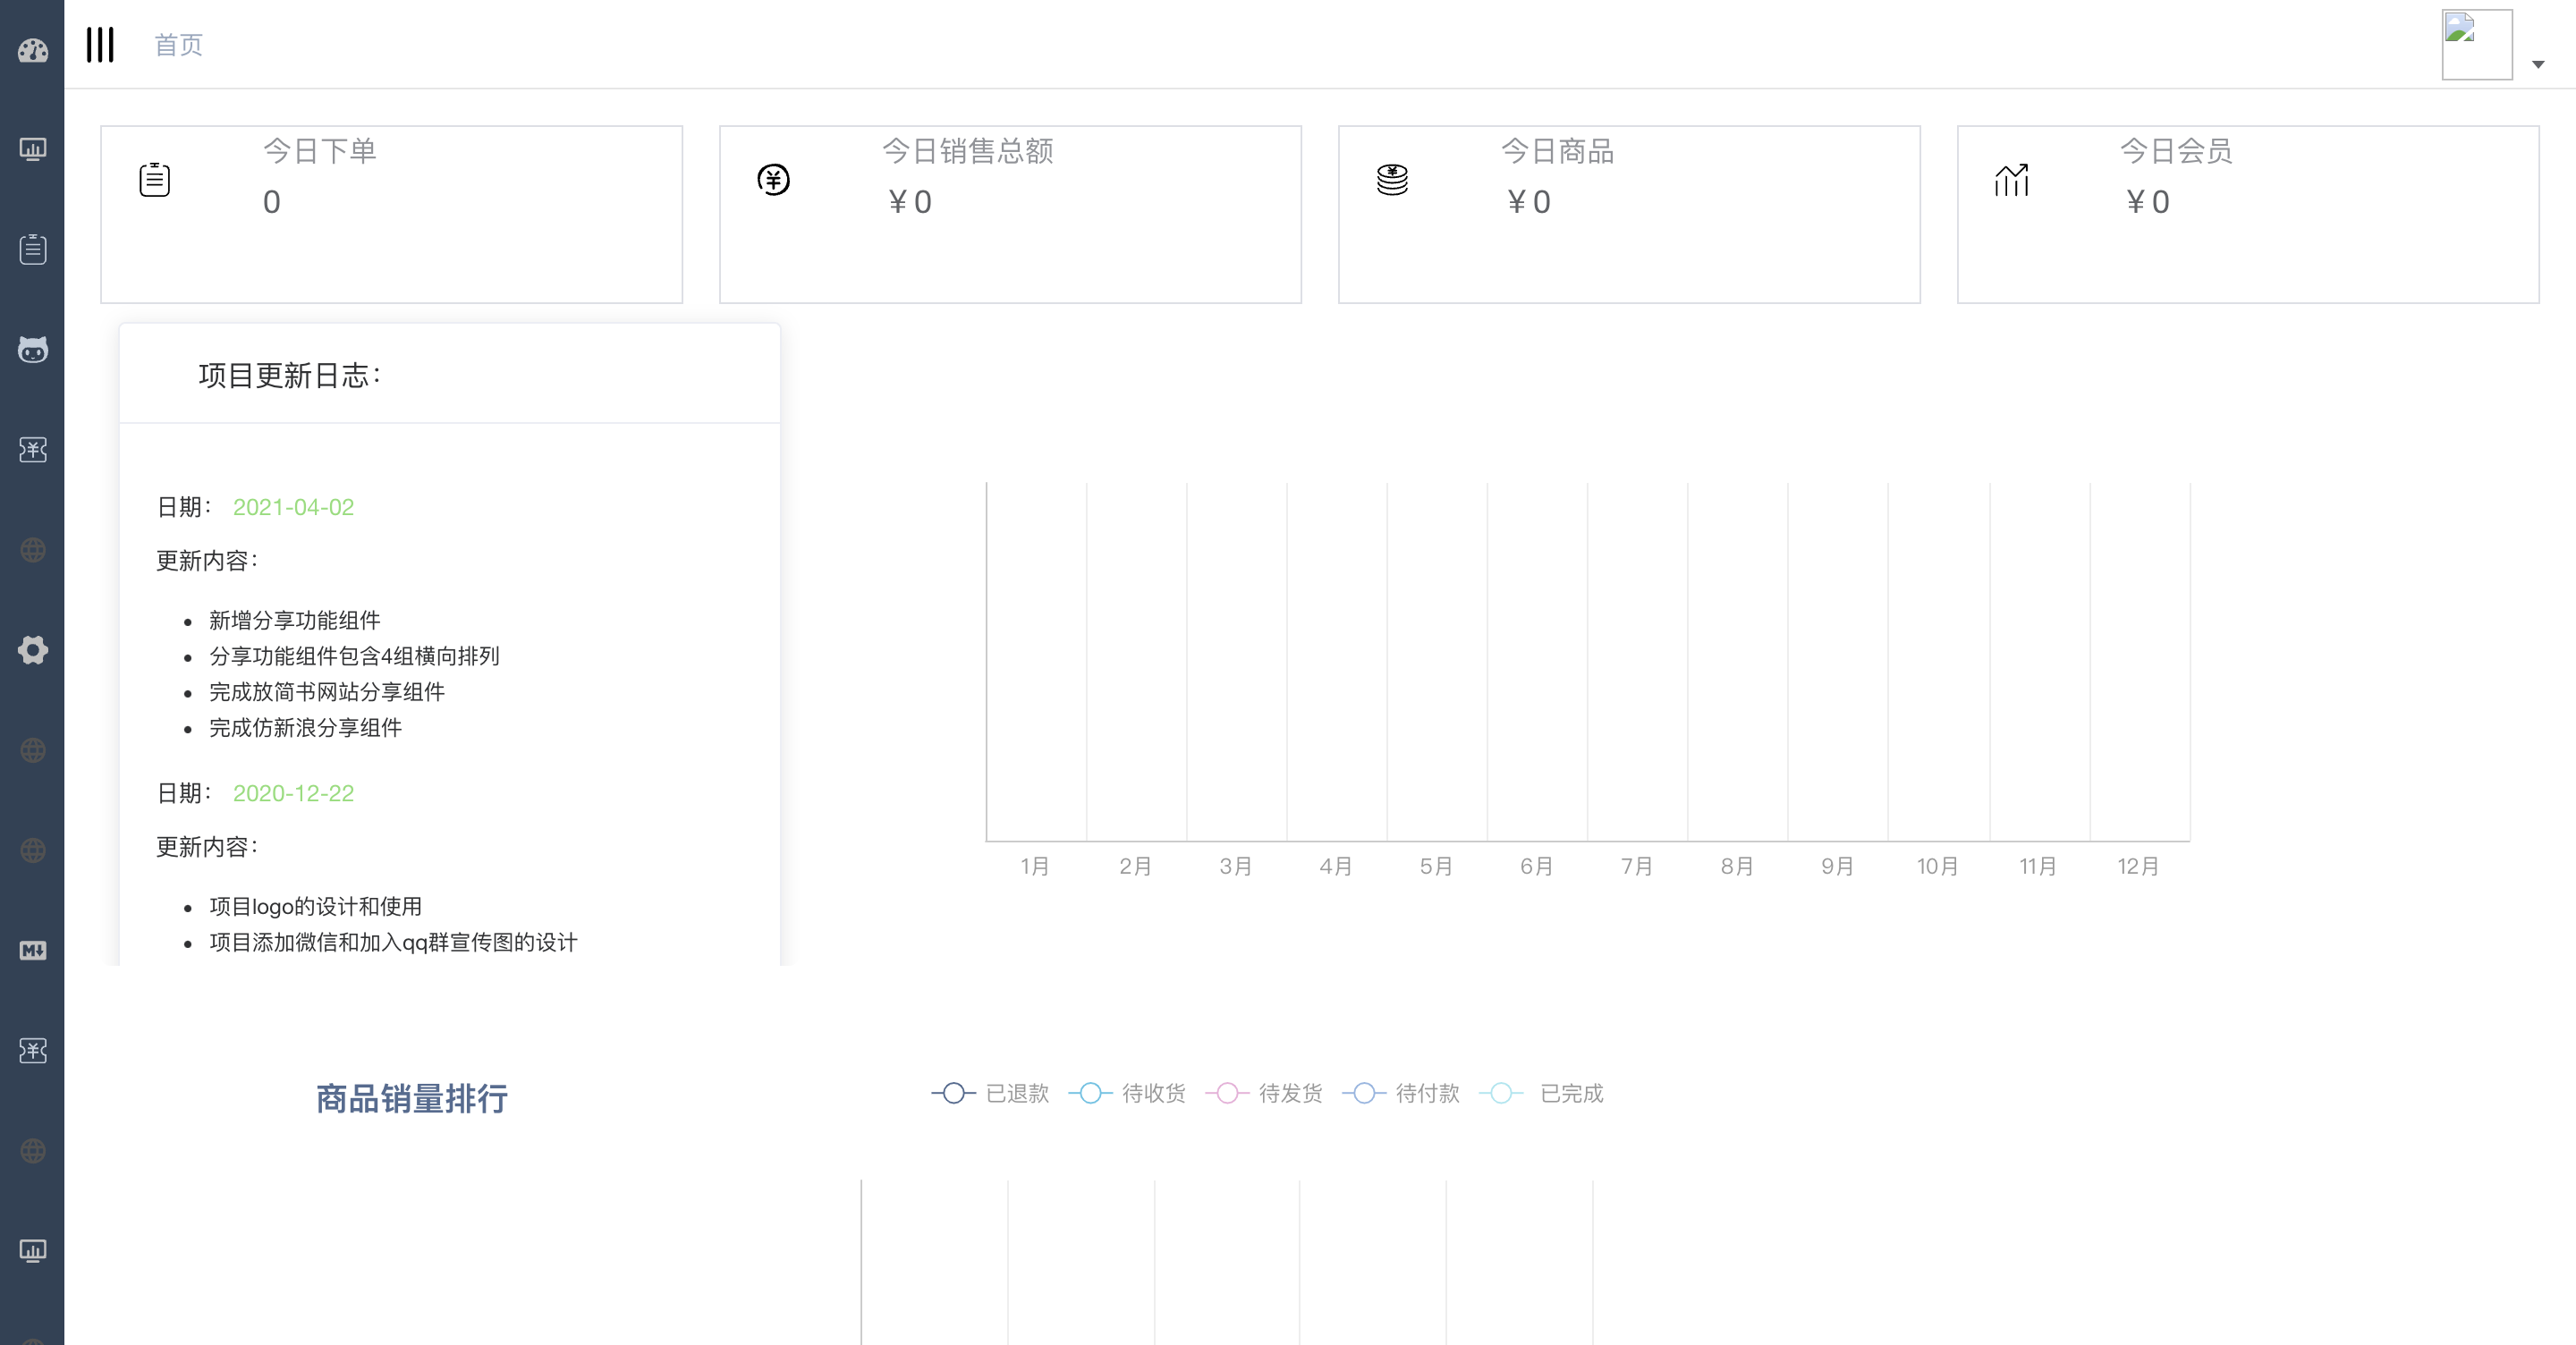 首页
今日下单
0
今日销售总额
￥0
今日商品
￥0
今日会员
￥0
项目更新日志：
日期： 2021-04-02
更新内容：
新增分享功能组件
分享功能组件包含4组横向排列
完成放简书网站分享组件
完成仿新浪分享组件
日期： 2020-12-22
更新内容：
项目logo的设计和使用
项目添加微信和加入qq群宣传图的设计
1月 2月 3月 4月 5月 6月 7月 8月 9月 10月 11月 12月
商品销量排行
已退款 待收货 待发货 待付款 已完成